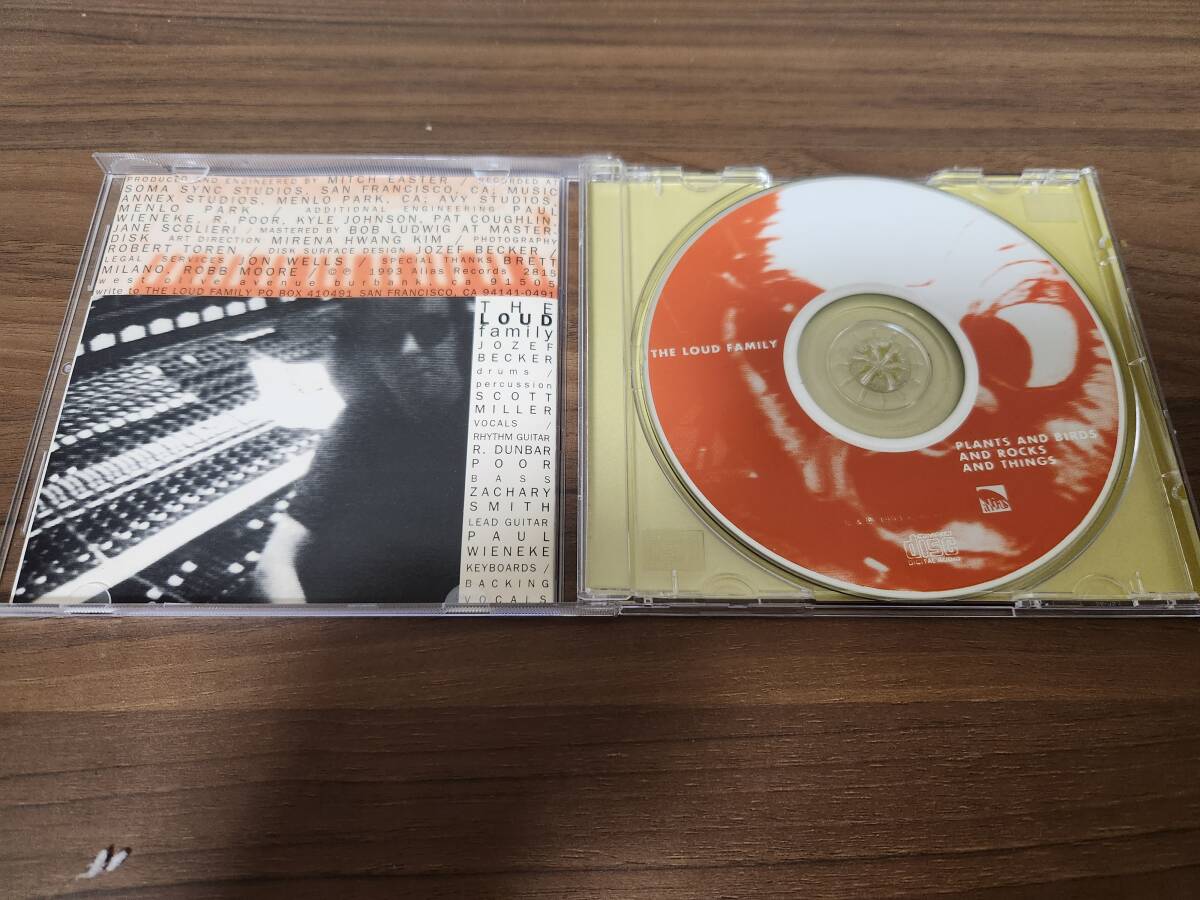 PRODUCED AND ENGINEERED BY MITCH EASTER / RECORDED AT
SOMA SYNC STUDIOS, SAN FRANCISCO, CA; MUSIC
ANNEX STUDIOS, MENLO PARK, CA; AVY STUDIOS,
MENLO PARK ADDITIONAL ENGINEERING PAUL
WIENEKE, R. POOR, KYLE JOHNSON, PAT COUGHLIN,
JANE SCOLIERI / MASTERED BY BOB LUDWIG AT MASTER-
DISK ART DIRECTION MIRENA HWANG KIM / PHOTOGRAPHY
ROBERT TOREN / DISK SURFACE DESIGN JOZEF BECKER /
LEGAL SERVICES JON WELLS / SPECIAL THANKS BRETT
MILANO, ROBB MOORE / © ℗ 1993 Alias Records 2815
west olive avenue burbank ca 91505
write to THE LOUD FAMILY PO BOX 410491 SAN FRANCISCO, CA 94141-0491
THE
LOUD
family
JOZEF
BECKER
drums /
percussion
SCOTT
MILLER
VOCALS /
RHYTHM GUITAR
R. DUNBAR
POOR
BASS
ZACHARY
SMITH
LEAD GUITAR
PAUL
WIENEKE
KEYBOARDS /
BACKING
VOCALS
THE LOUD FAMILY
PLANTS AND BIRDS
AND ROCKS
AND THINGS
alias
COMPACT
disc
DIGITAL AUDIO